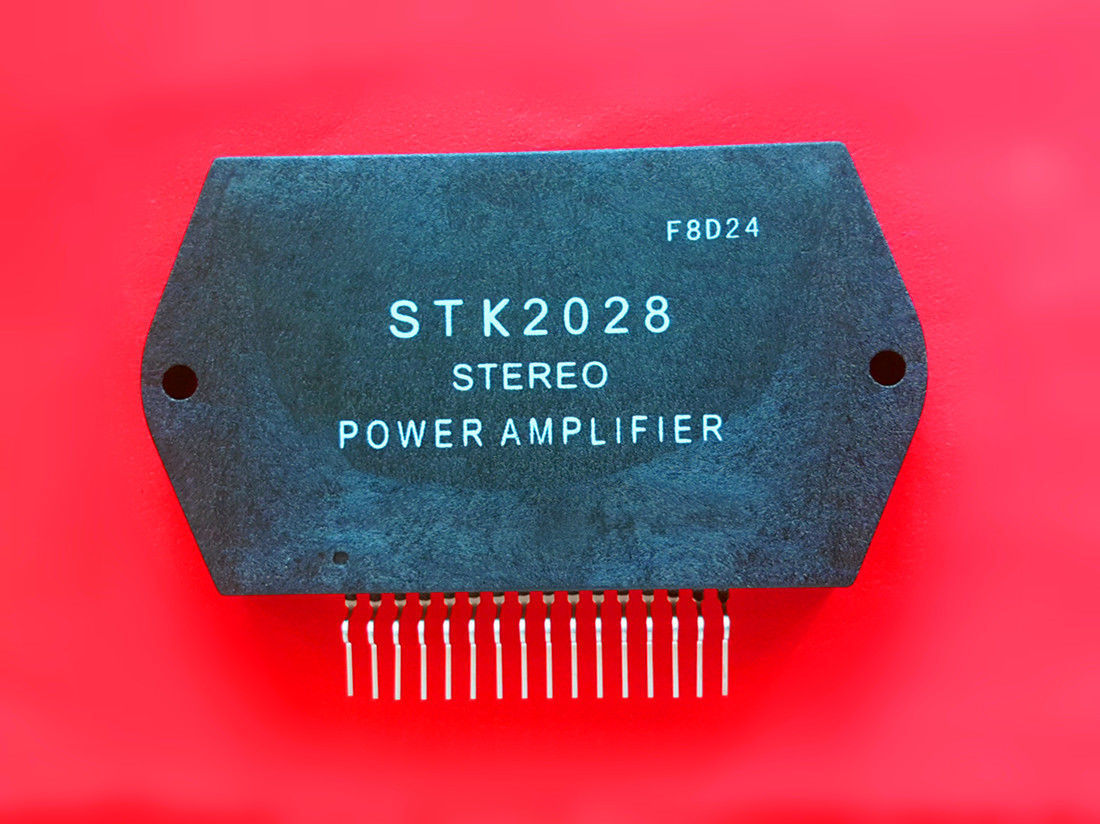 F8D24
STK2028
STEREO
POWER AMPLIFIER